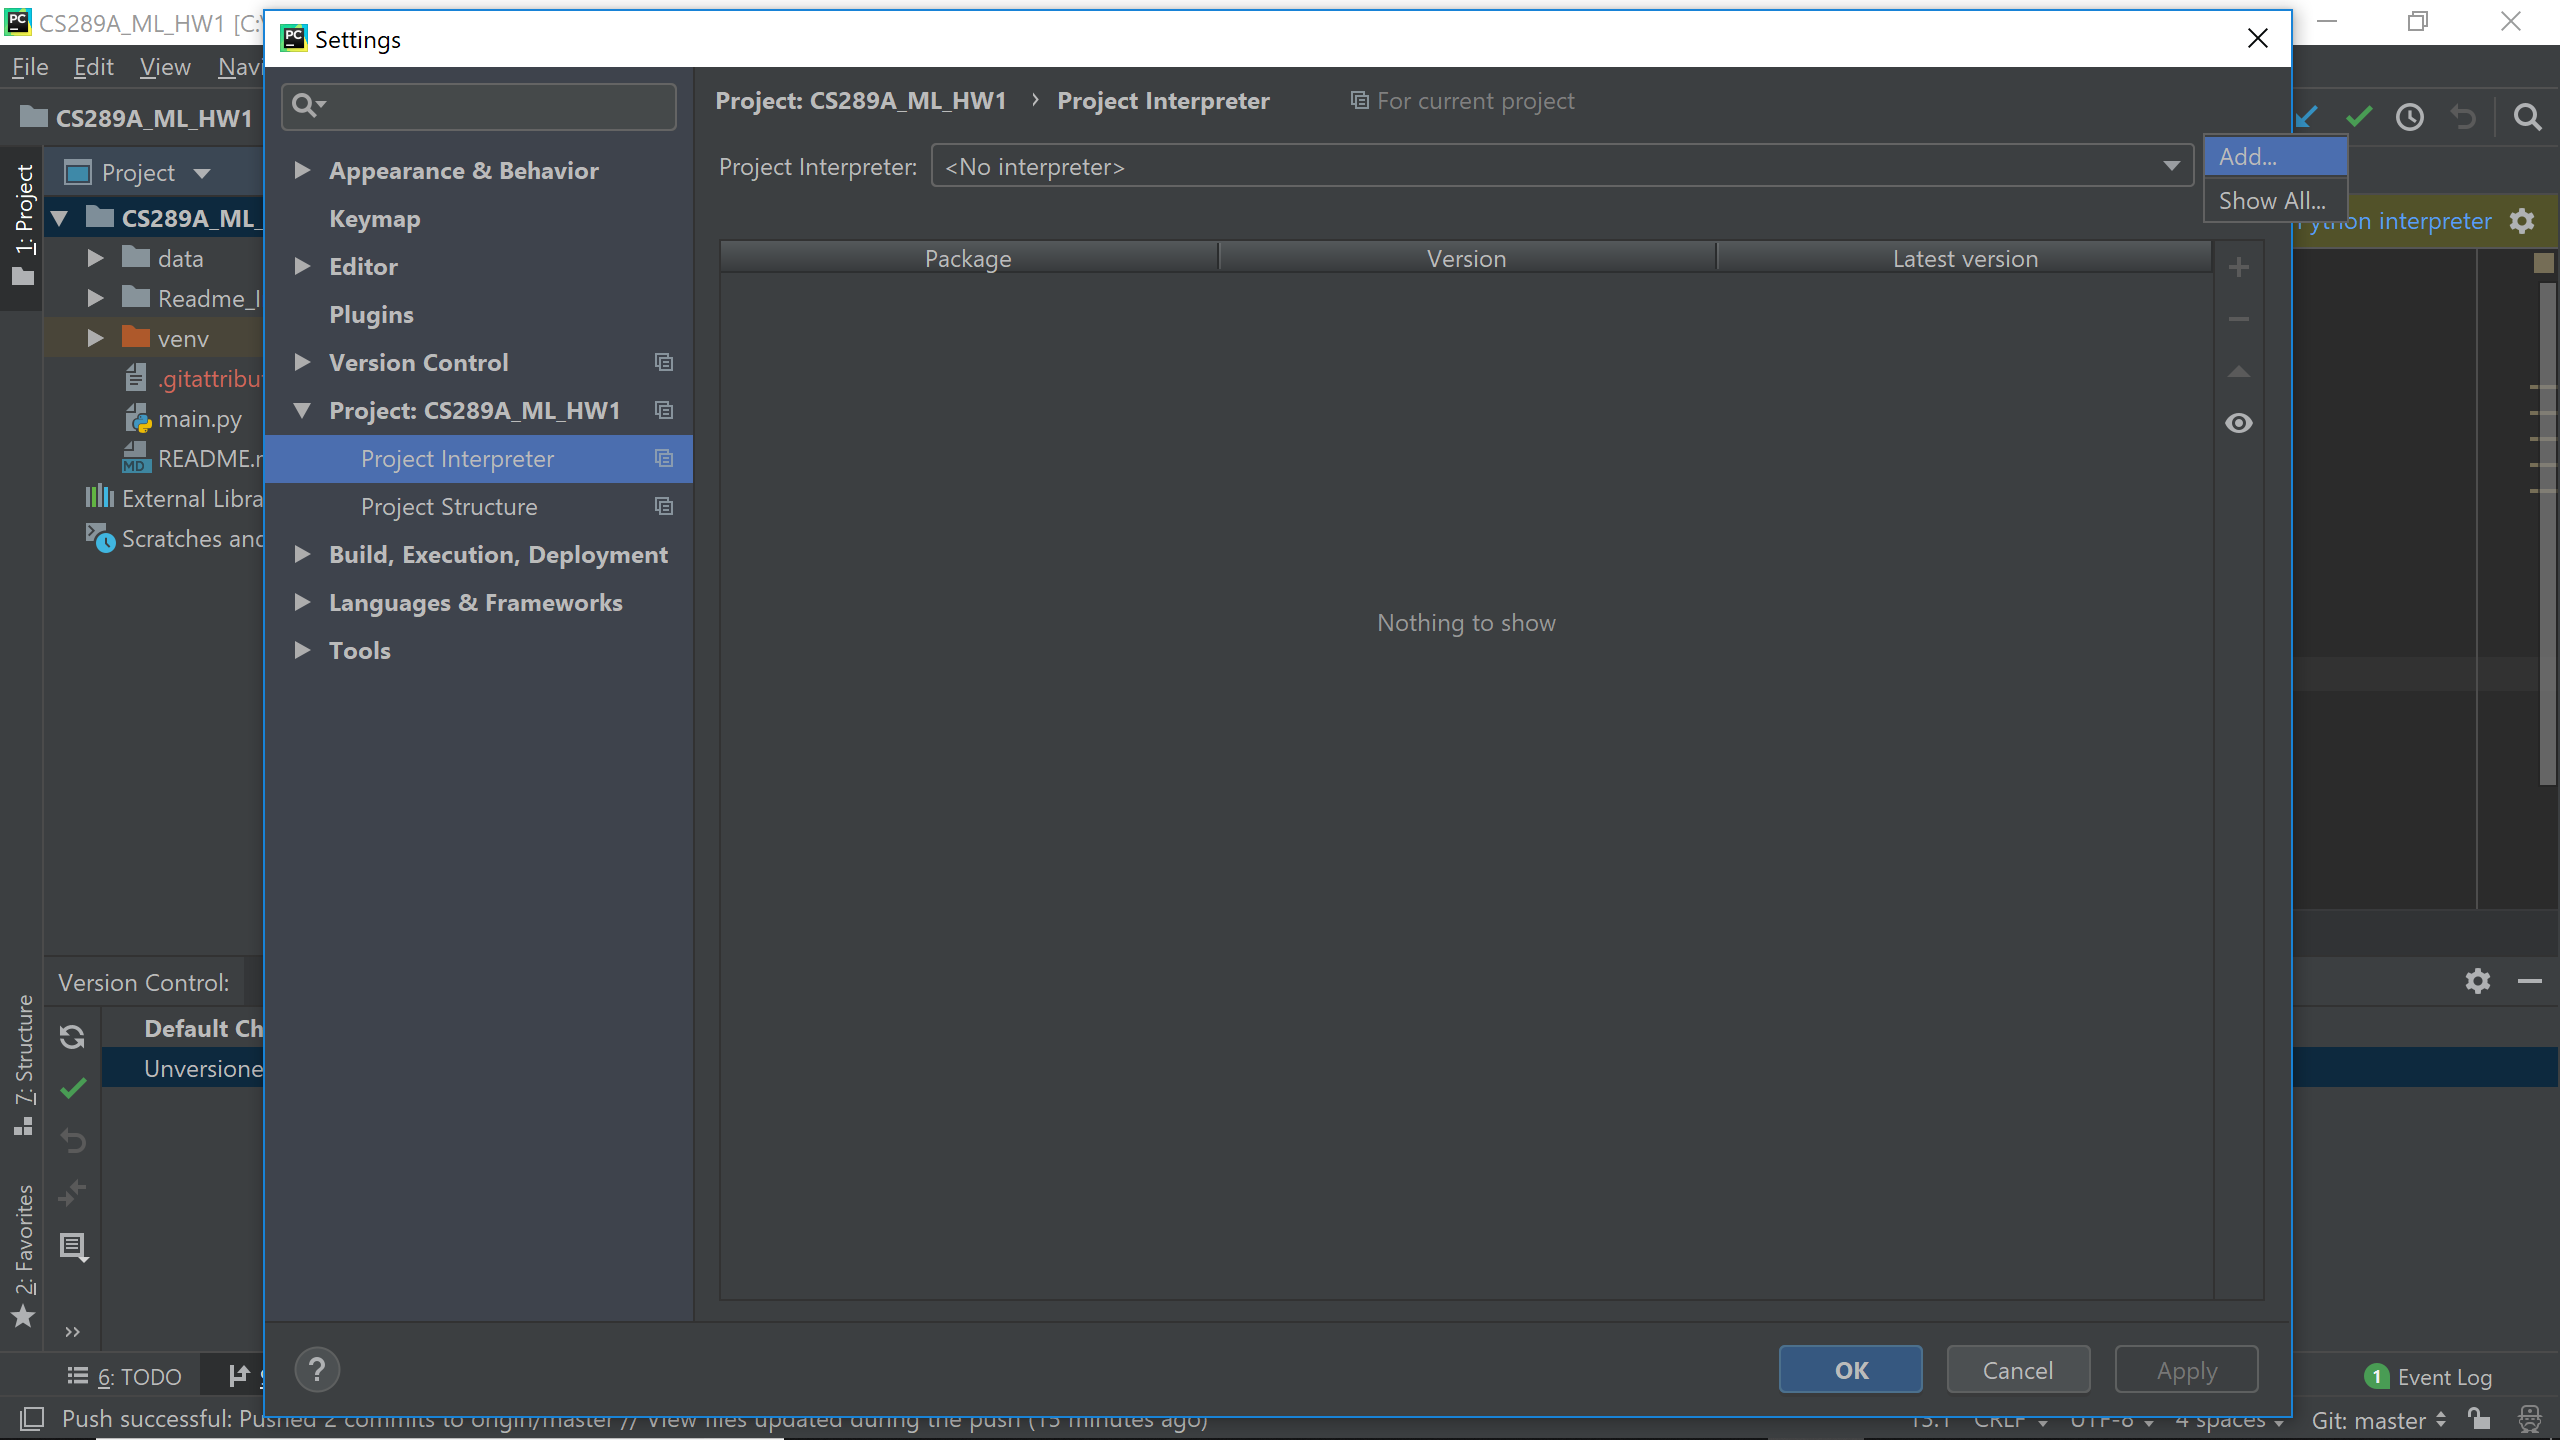 CS289A_ML_HW1 [C:\
Settings
File Edit View Navi
CS289A_ML_HW1
Project: CS289A_ML_HW1 › Project Interpreter For current project
Project Interpreter: <No interpreter>
Add...
Show All...
Python interpreter
1: Project
Project
CS289A_ML_
data
Readme_I
venv
.gitattribut
main.py
README.m
External Libra
Scratches and
Appearance & Behavior
Keymap
Editor
Plugins
Version Control
Project: CS289A_ML_HW1
Project Interpreter
Project Structure
Build, Execution, Deployment
Languages & Frameworks
Tools
Package Version Latest version
Nothing to show
Version Control:
Default Ch
Unversione
7: Structure
2: Favorites
?
OK Cancel Apply
6: TODO
1 Event Log
Push successful: Pushed 2 commits to origin/master // View files updated during the push (15 minutes ago)
13:1 CRLF UTF-8 4 spaces Git: master